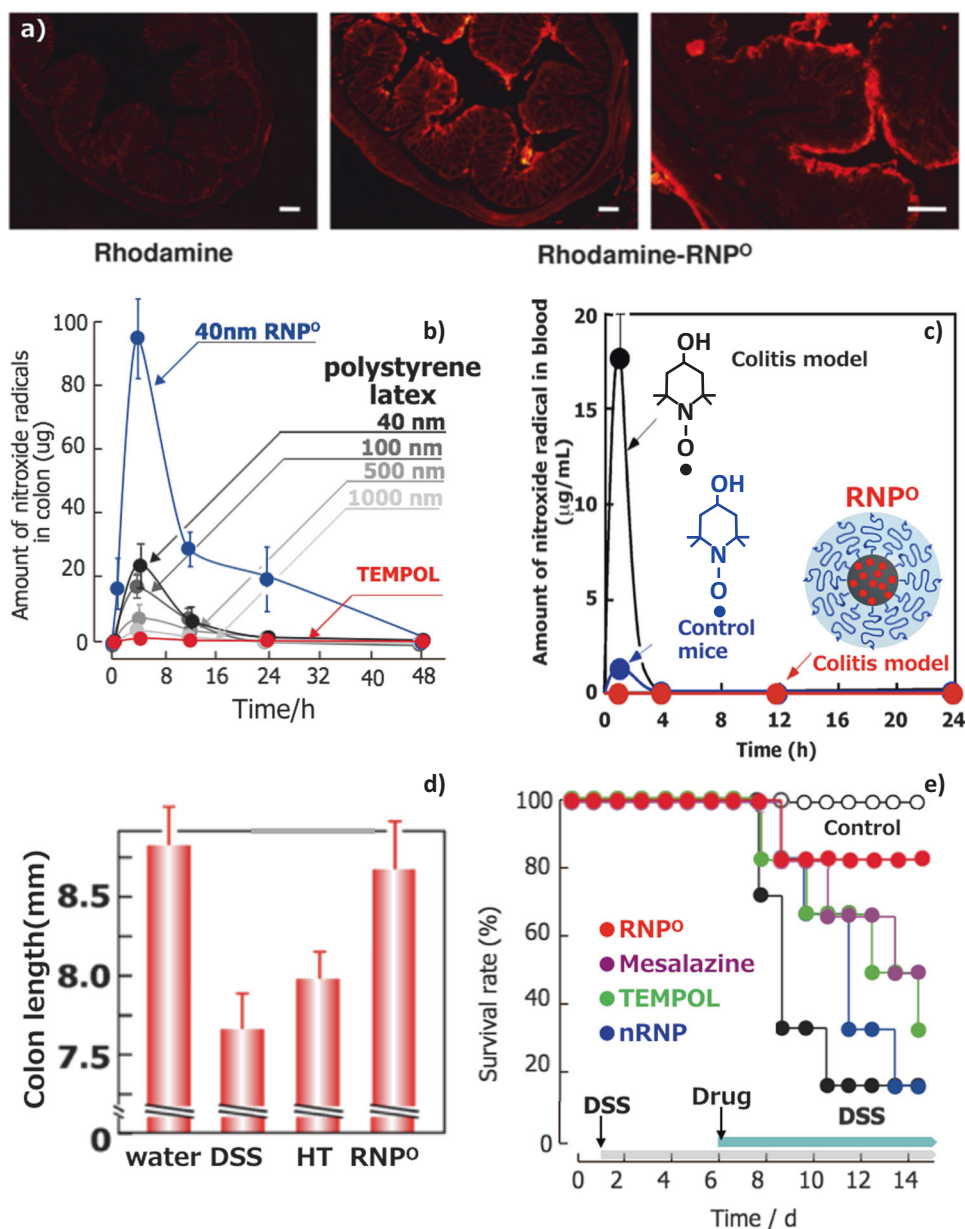 a)
Rhodamine
Rhodamine-RNPᴼ
b)
Amount of nitroxide radicals
in colon (ug)
100
80
60
40
20
0
40nm RNPᴼ
polystyrene
latex
40 nm
100 nm
500 nm
1000 nm
TEMPOL
0 8 16 24 32 40 48
Time/h
c)
Amount of nitroxide radical in blood
(μg/mL)
20
15
10
5
0
OH
N
O
Colitis model
OH
N
O
Control
mice
RNPᴼ
Colitis model
0 4 8 12 16 20 24
Time (h)
d)
Colon length(mm)
8.5
8.0
7.5
0
water DSS HT RNPᴼ
e)
Survival rate (%)
100
80
60
40
20
0
Control
RNPᴼ
Mesalazine
TEMPOL
nRNP
DSS
Drug
DSS
0 2 4 6 8 10 12 14
Time / d